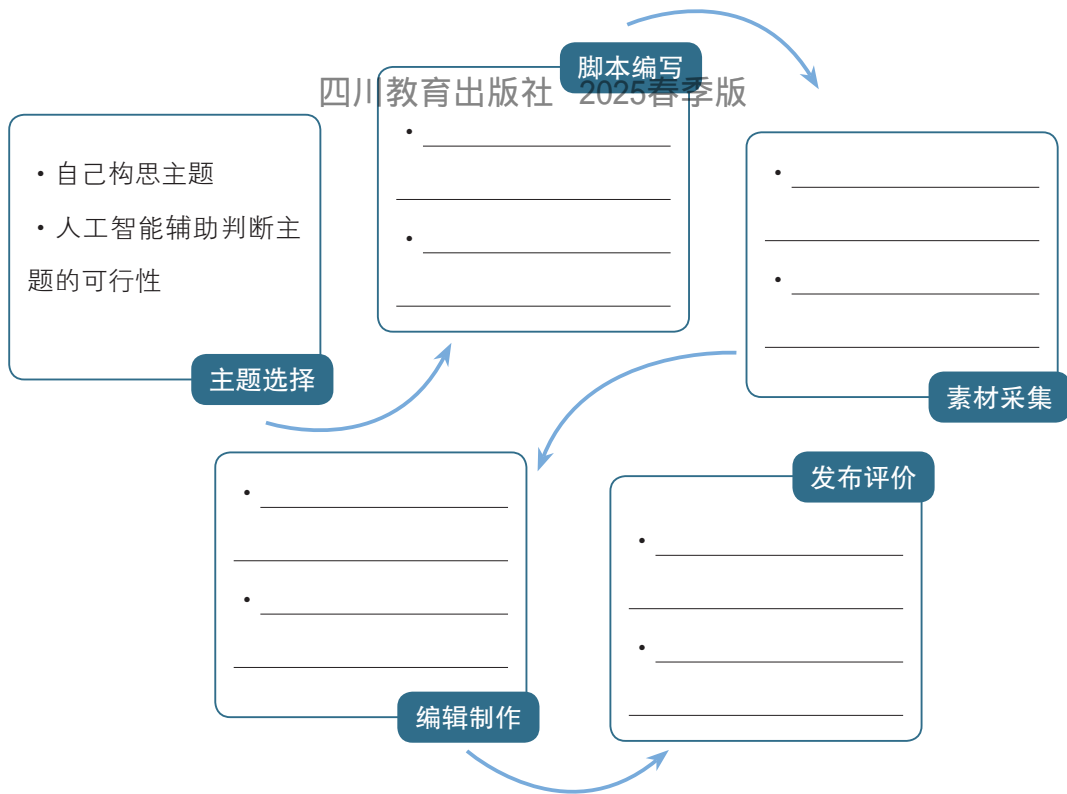 脚本编写
四川教育出版社 2025春季版
•
•
• 自己构思主题
• 人工智能辅助判断主
题的可行性
主题选择
•
•
素材采集
•
•
编辑制作
发布评价
•
•